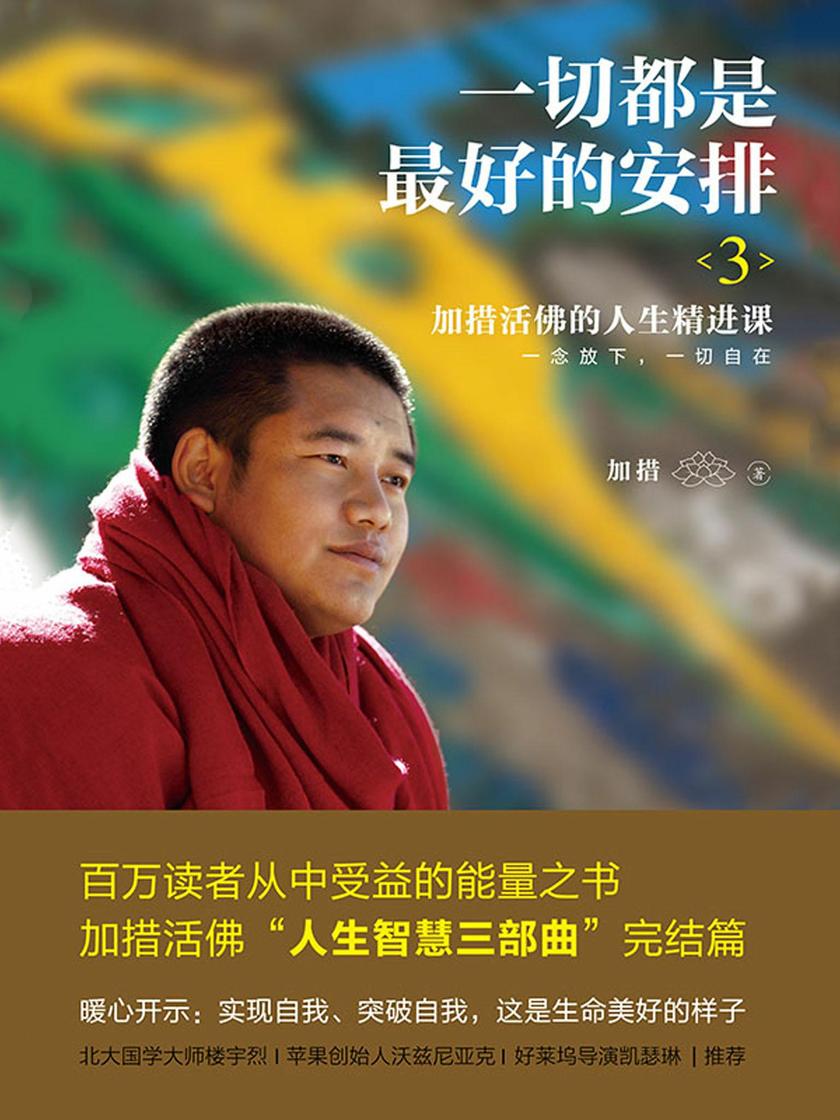 一切都是
最好的安排
<3>
加措活佛的人生精进课
一念放下，一切自在
加措 著
百万读者从中受益的能量之书
加措活佛“人生智慧三部曲”完结篇
暖心开示：实现自我、突破自我，这是生命美好的样子
北大国学大师楼宇烈 | 苹果创始人沃兹尼亚克 | 好莱坞导演凯瑟琳 | 推荐